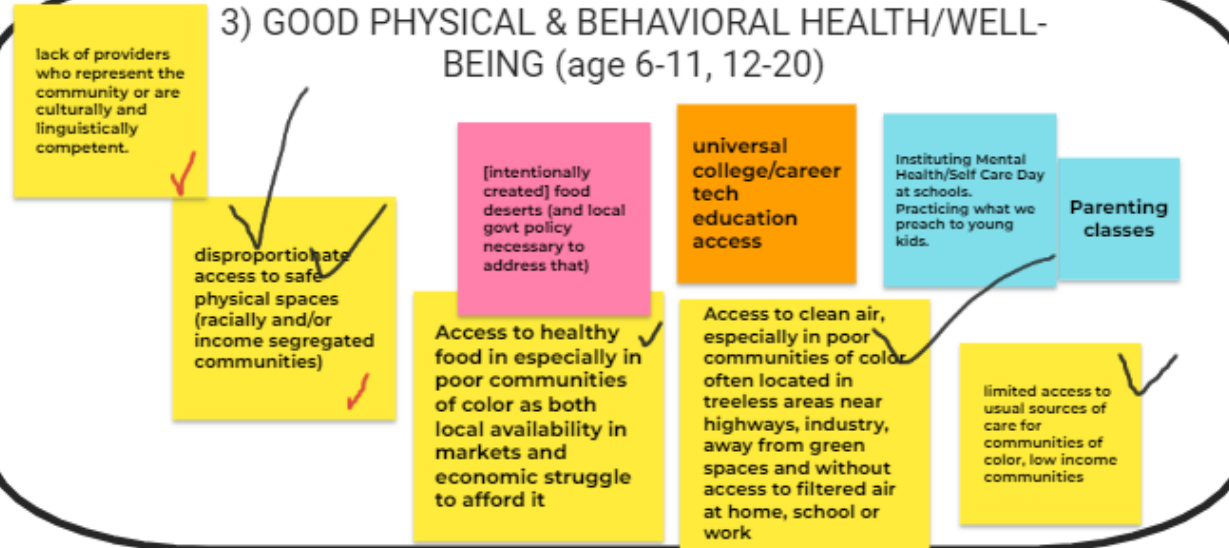 3) GOOD PHYSICAL & BEHAVIORAL HEALTH/WELL-
BEING (age 6-11, 12-20)
lack of providers
who represent the
community or are
culturally and
linguistically
competent.
disproportionate
access to safe
physical spaces
(racially and/or
income segregated
communities)
[intentionally
created] food
deserts (and local
govt policy
necessary to
address that)
Access to healthy
food in especially in
poor communities
of color as both
local availability in
markets and
economic struggle
to afford it
universal
college/career
tech
education
access
Access to clean air,
especially in poor
communities of color
often located in
treeless areas near
highways, industry,
away from green
spaces and without
access to filtered air
at home, school or
work
Instituting Mental
Health/Self Care Day
at schools.
Practicing what we
preach to young
kids.
Parenting
classes
limited access to
usual sources of
care for
communities of
color, low income
communities